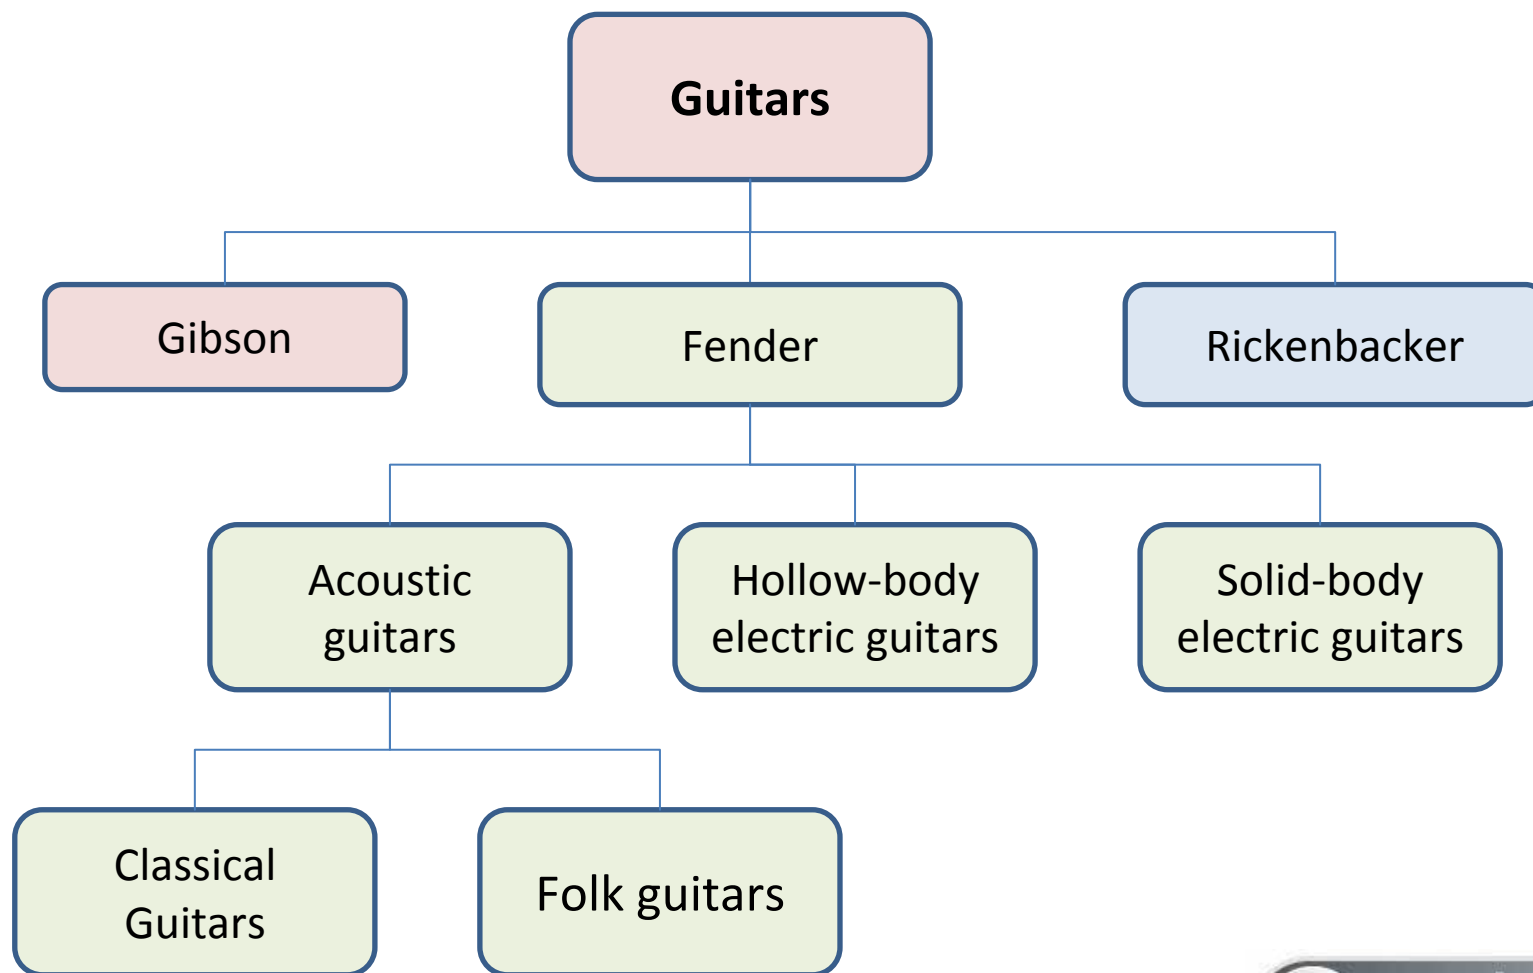 Guitars
Gibson
Fender
Rickenbacker
Acoustic
guitars
Hollow-body
electric guitars
Solid-body
electric guitars
Classical
Guitars
Folk guitars